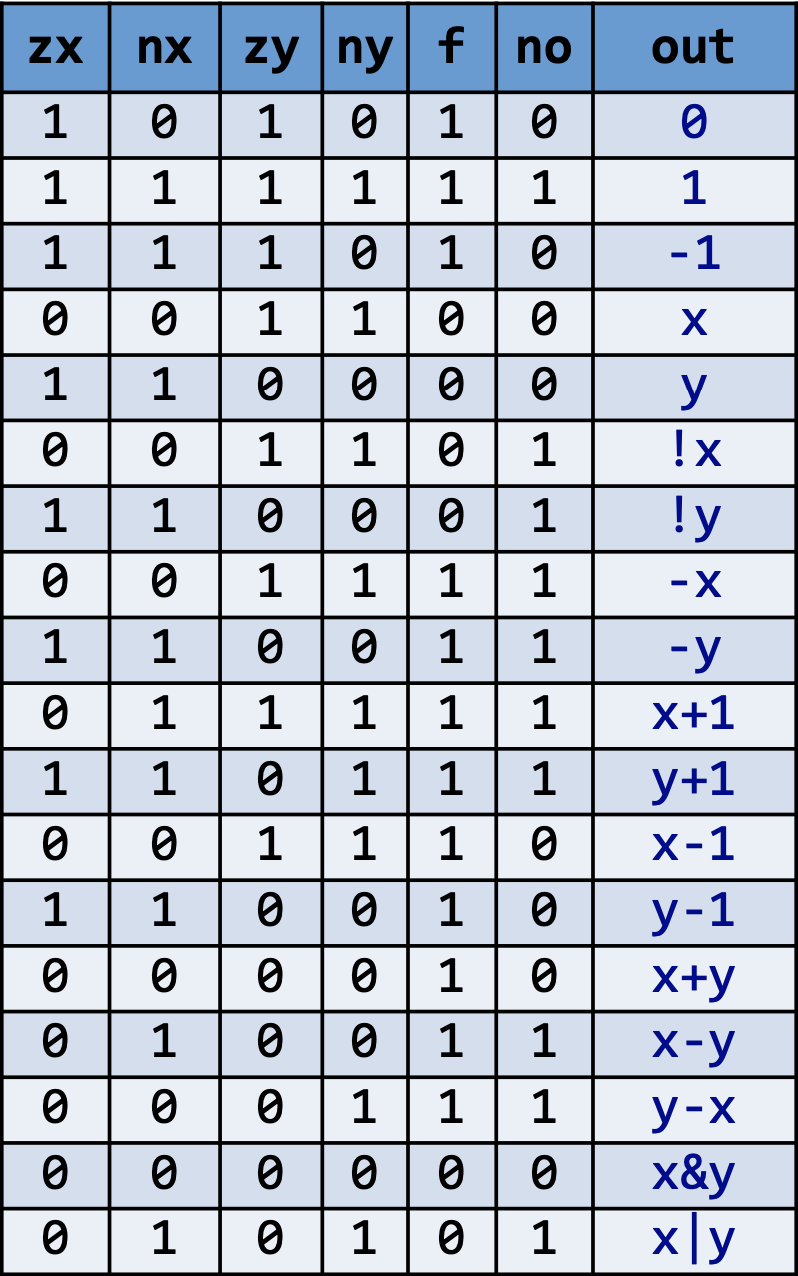 zx nx zy ny f no out
1 0 1 0 1 0 0
1 1 1 1 1 1 1
1 1 1 0 1 0 -1
0 0 1 1 0 0 x
1 1 0 0 0 0 y
0 0 1 1 0 1 !x
1 1 0 0 0 1 !y
0 0 1 1 1 1 -x
1 1 0 0 1 1 -y
0 1 1 1 1 1 x+1
1 1 0 1 1 1 y+1
0 0 1 1 1 0 x-1
1 1 0 0 1 0 y-1
0 0 0 0 1 0 x+y
0 1 0 0 1 1 x-y
0 0 0 1 1 1 y-x
0 0 0 0 0 0 x&y
0 1 0 1 0 1 x|y